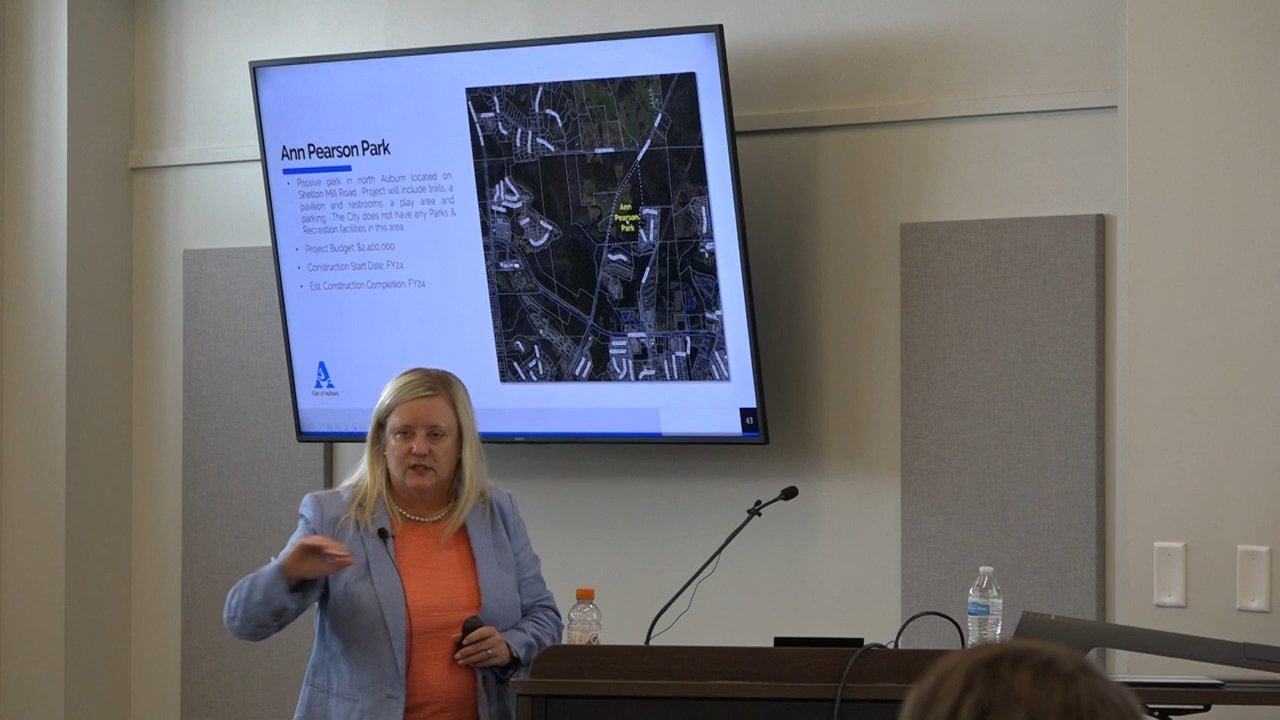 Ann Pearson Park
• Passive park in north Auburn located on
Shelton Mill Road. Project will include trails, a
pavilion and restrooms, a play area and
parking. The City does not have any Parks &
Recreation facilities in this area.
• Project Budget: $2,400,000
• Construction Start Date: FY24
• Est. Construction Completion: FY24
Ann
Pearson
Park
City of Auburn
43